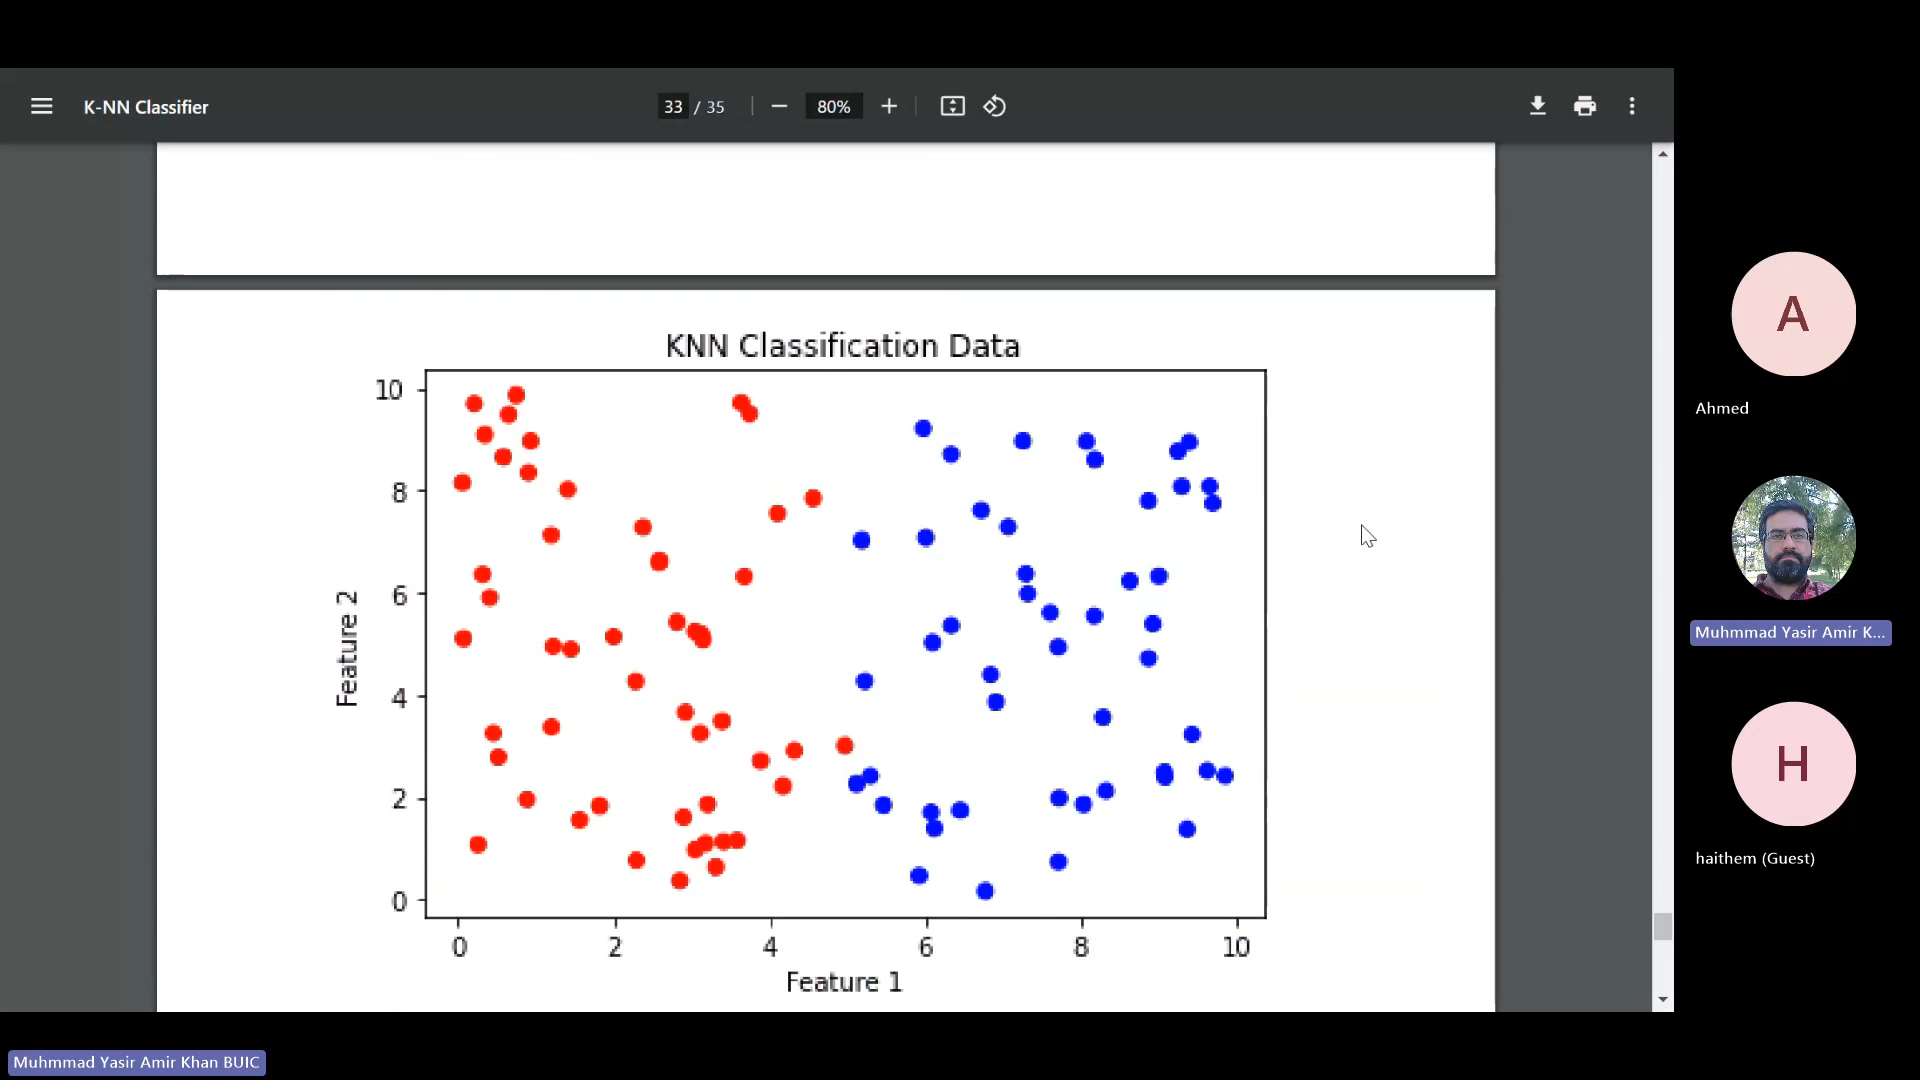 K-NN Classifier
33 / 35
80%
KNN Classification Data
10
8
6
4
2
0
Feature 2
0 2 4 6 8 10
Feature 1
A
Ahmed
Muhmmad Yasir Amir K...
H
haithem (Guest)
Muhmmad Yasir Amir Khan BUIC